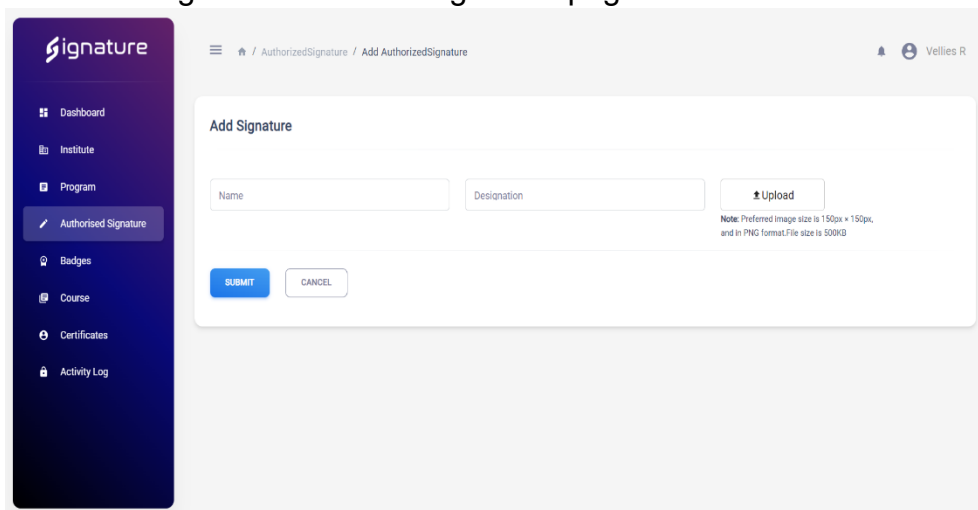 Signature
/ AuthorizedSignature / Add AuthorizedSignature
Vellies R
Dashboard
Institute
Program
Authorised Signature
Badges
Course
Certificates
Activity Log
Add Signature
Name
Designation
Upload
Note: Preferred Image size is 150px × 150px,
and in PNG format.File size is 500KB
SUBMIT
CANCEL